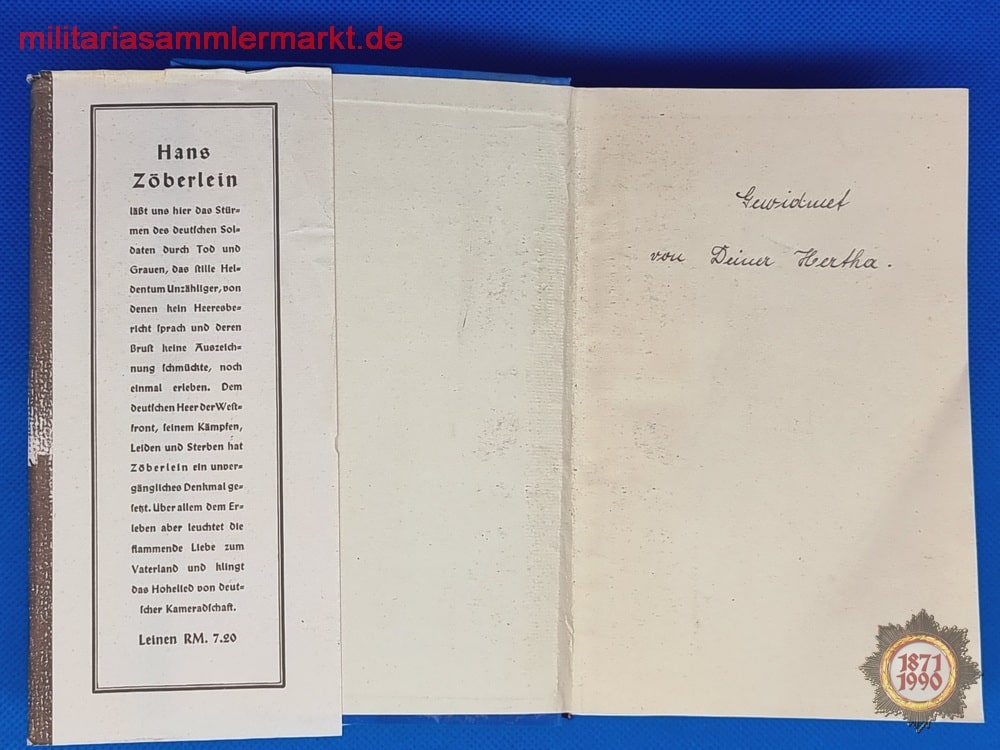 militariasammlermarkt.de
Hans
Zöberlein
läßt uns hier das Stür=
men des deutschen Sol=
daten durch Tod und
Grauen, das stille Hel=
dentum Unzähliger, von
denen kein Heeresbe=
richt sprach und deren
Brust keine Auszeich=
nung schmückte, noch
einmal erleben. Dem
deutschen Heer der West=
front, seinem Kämpfen,
Leiden und Sterben hat
Zöberlein ein unver=
gängliches Denkmal ge=
setzt. Über allem dem Er=
leben aber leuchtet die
flammende Liebe zum
Vaterland und klingt
das Hohelied von deut=
scher Kameradschaft.
Leinen RM. 7.20
Gewidmet
von Deiner Hertha.
1871
1990